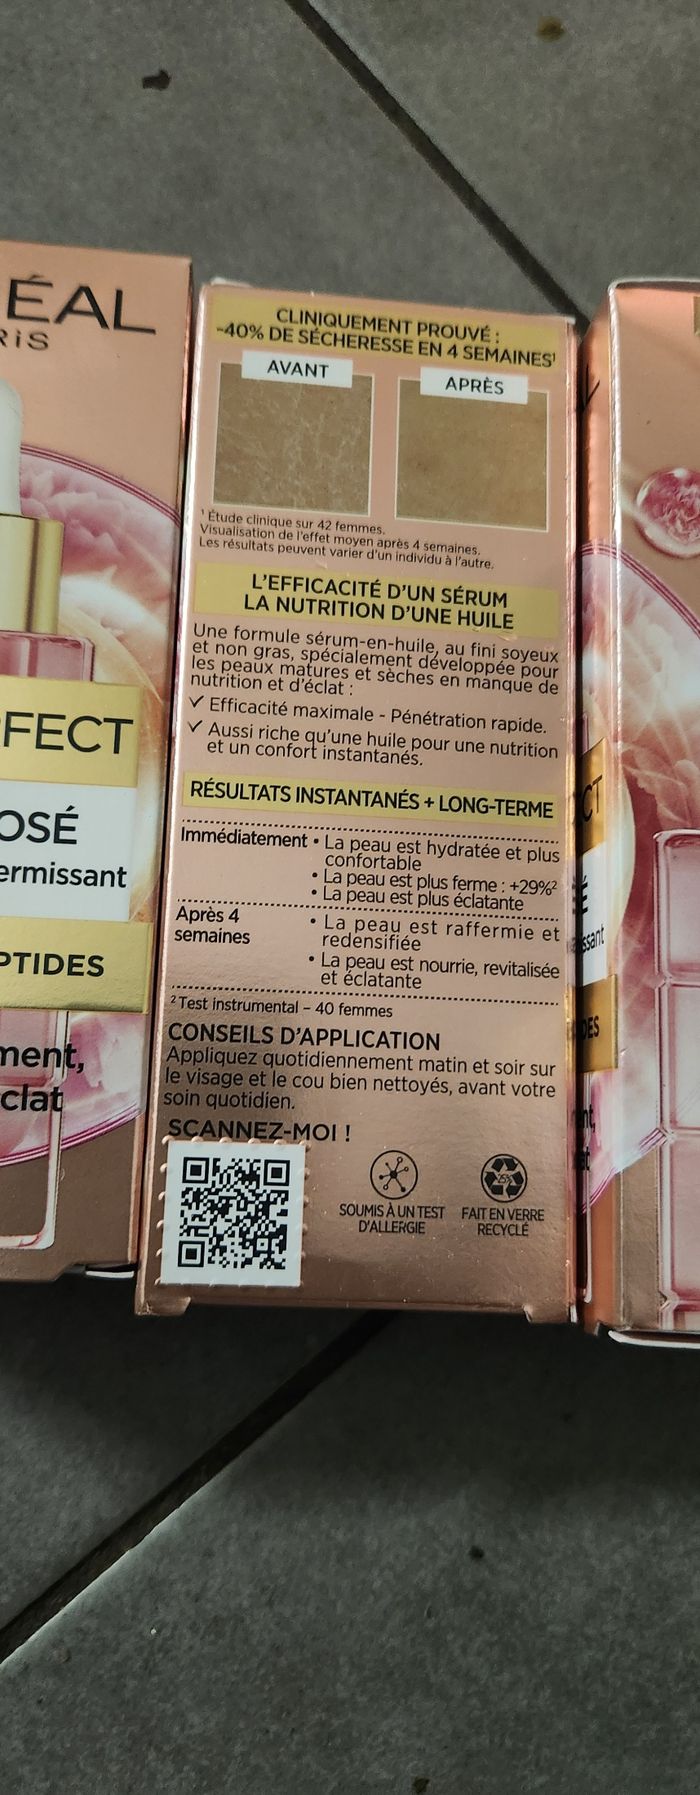 ÉAL
RiS
FECT
OSÉ
ermissant
PTIDES
ment,
clat
CLINIQUEMENT PROUVÉ :
-40% DE SÉCHERESSE EN 4 SEMAINES¹
AVANT
APRÈS
¹ Étude clinique sur 42 femmes.
Visualisation de l'effet moyen après 4 semaines.
Les résultats peuvent varier d'un individu à l'autre.
L'EFFICACITÉ D'UN SÉRUM
LA NUTRITION D'UNE HUILE
Une formule sérum-en-huile, au fini soyeux
et non gras, spécialement développée pour
les peaux matures et sèches en manque de
nutrition et d'éclat :
✓ Efficacité maximale - Pénétration rapide.
✓ Aussi riche qu'une huile pour une nutrition
et un confort instantanés.
RÉSULTATS INSTANTANÉS + LONG-TERME
Immédiatement • La peau est hydratée et plus
confortable
• La peau est plus ferme : +29%²
• La peau est plus éclatante
Après 4
semaines
• La peau est raffermie et
redensifiée
• La peau est nourrie, revitalisée
et éclatante
² Test instrumental – 40 femmes
CONSEILS D'APPLICATION
Appliquez quotidiennement matin et soir sur
le visage et le cou bien nettoyés, avant votre
soin quotidien.
SCANNEZ-MOI !
SOUMIS À UN TEST
D'ALLERGIE
25%
FAIT EN VERRE
RECYCLÉ
CT
É
issant
DES
nt,